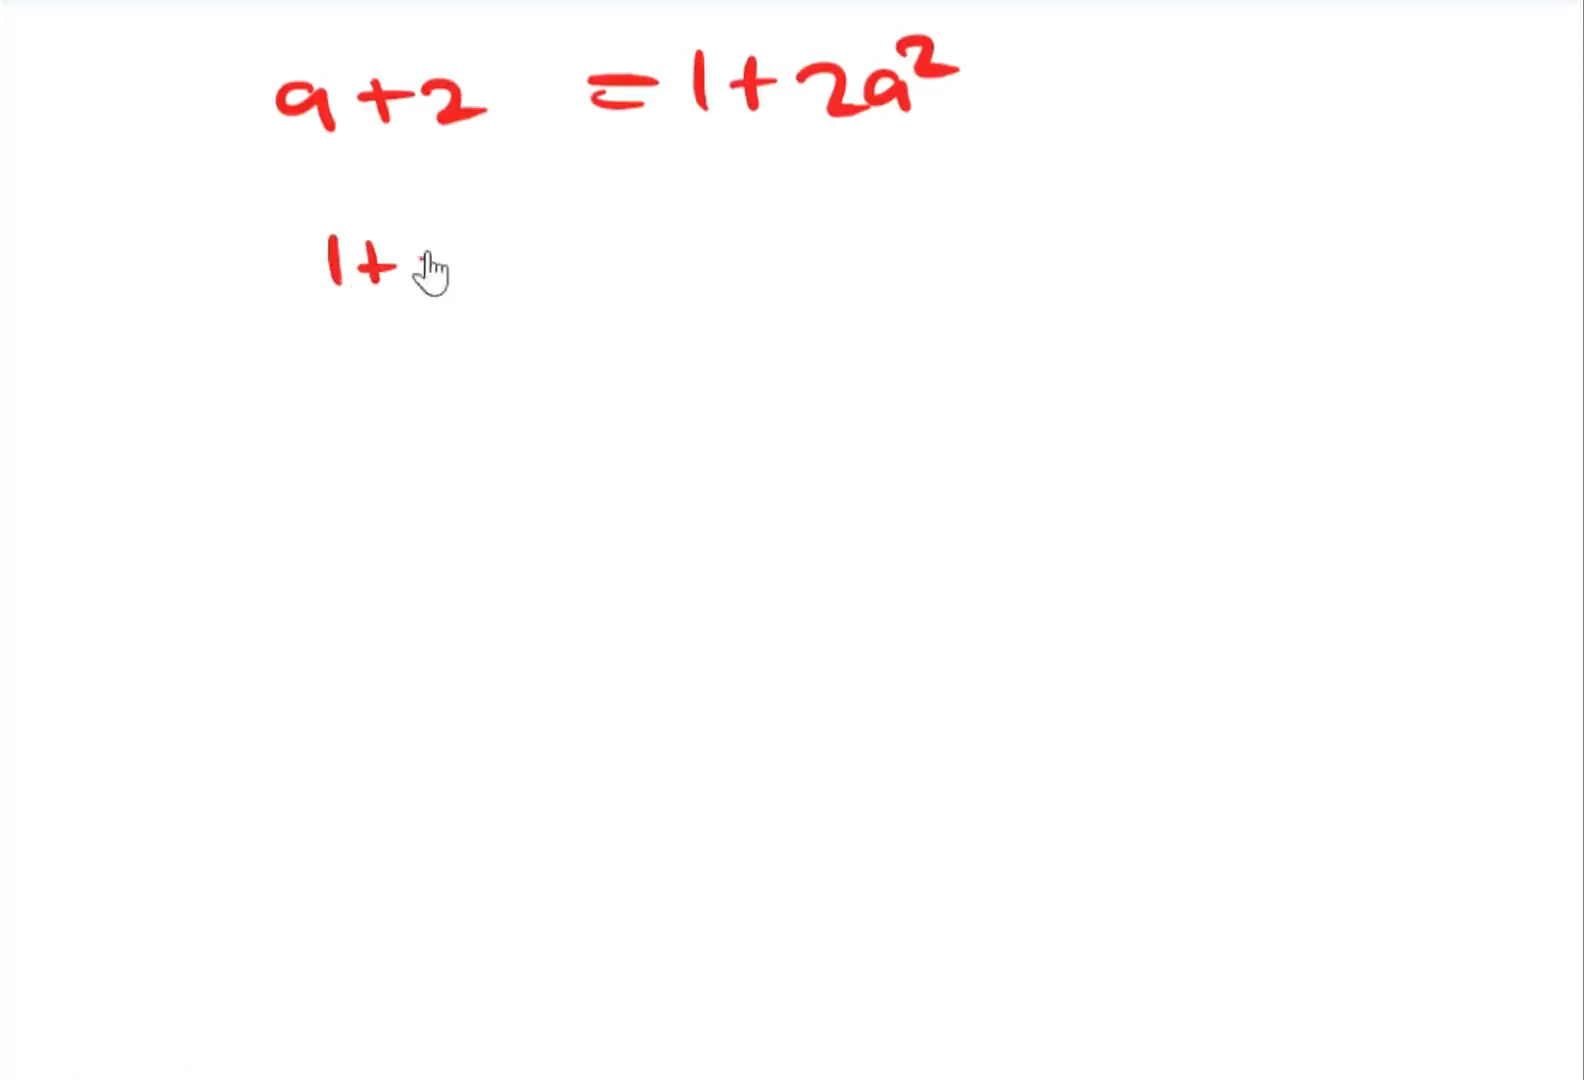 a+2 = 1+2a²
1+